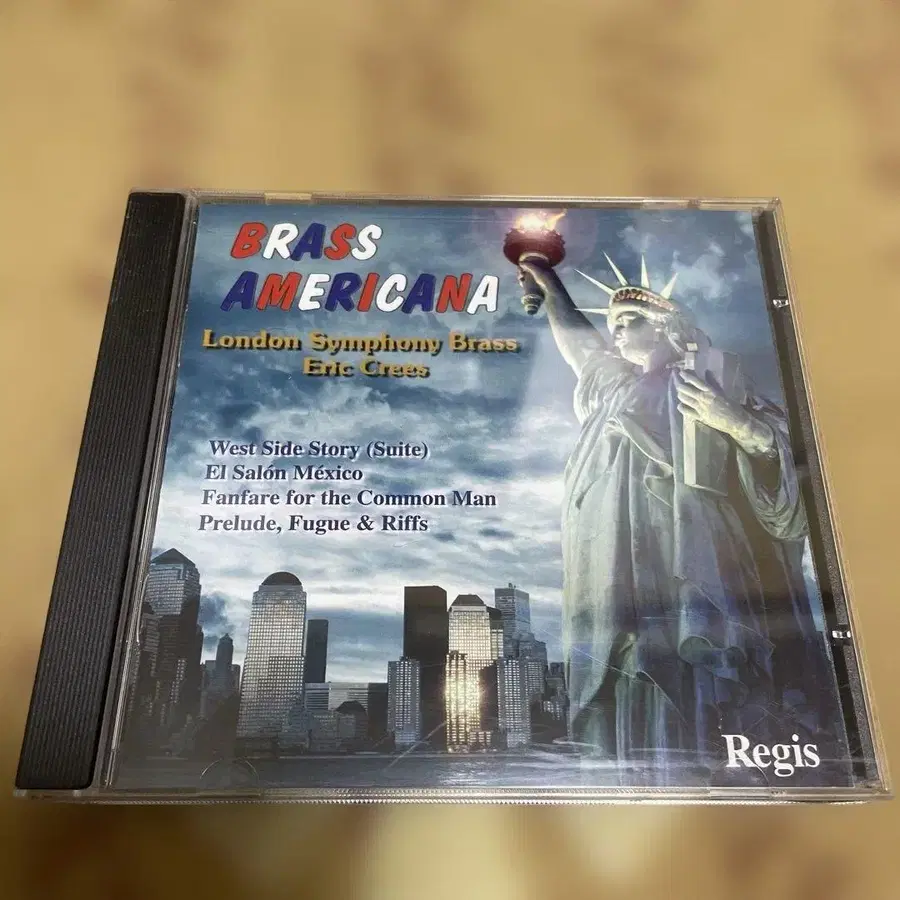 BRASS
AMERICANA
London Symphony Brass
Eric Crees
West Side Story (Suite)
El Salón México
Fanfare for the Common Man
Prelude, Fugue & Riffs
Regis